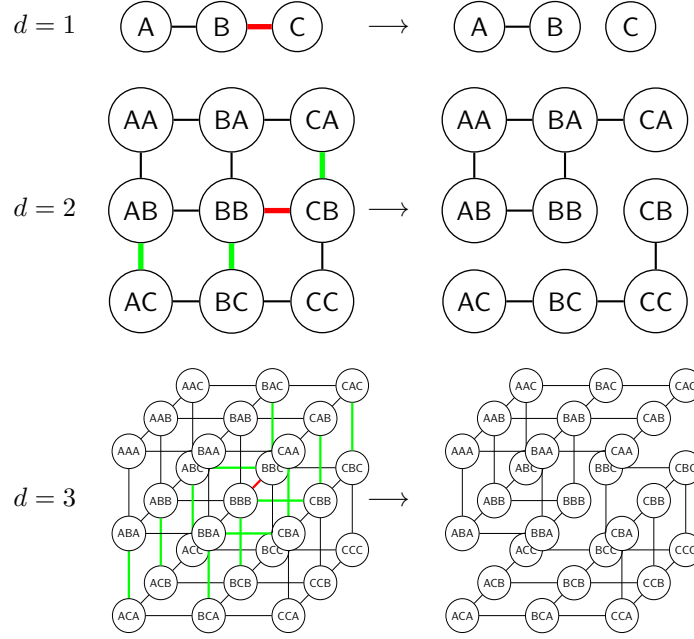 d = 1 A B C → A B C
AA BA CA AA BA CA
d = 2 AB BB CB → AB BB CB
AC BC CC AC BC CC
AAC BAC CAC AAC BAC CAC
AAB BAB CAB AAB BAB CAB
AAA BAA CAA AAA BAA CAA
ABC BBC CBC ABC BBC CBC
d = 3 ABB BBB CBB → ABB BBB CBB
ABA BBA CBA ABA BBA CBA
ACC BCC CCC ACC BCC CCC
ACB BCB CCB ACB BCB CCB
ACA BCA CCA ACA BCA CCA